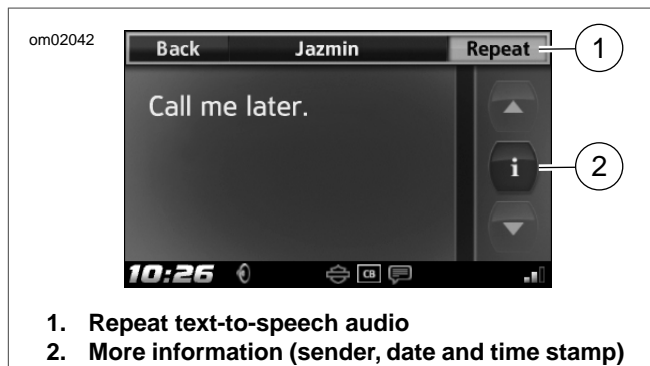 om02042
Back Jazmin Repeat
1
Call me later.
i
2
10:26 CB
1. Repeat text-to-speech audio
2. More information (sender, date and time stamp)